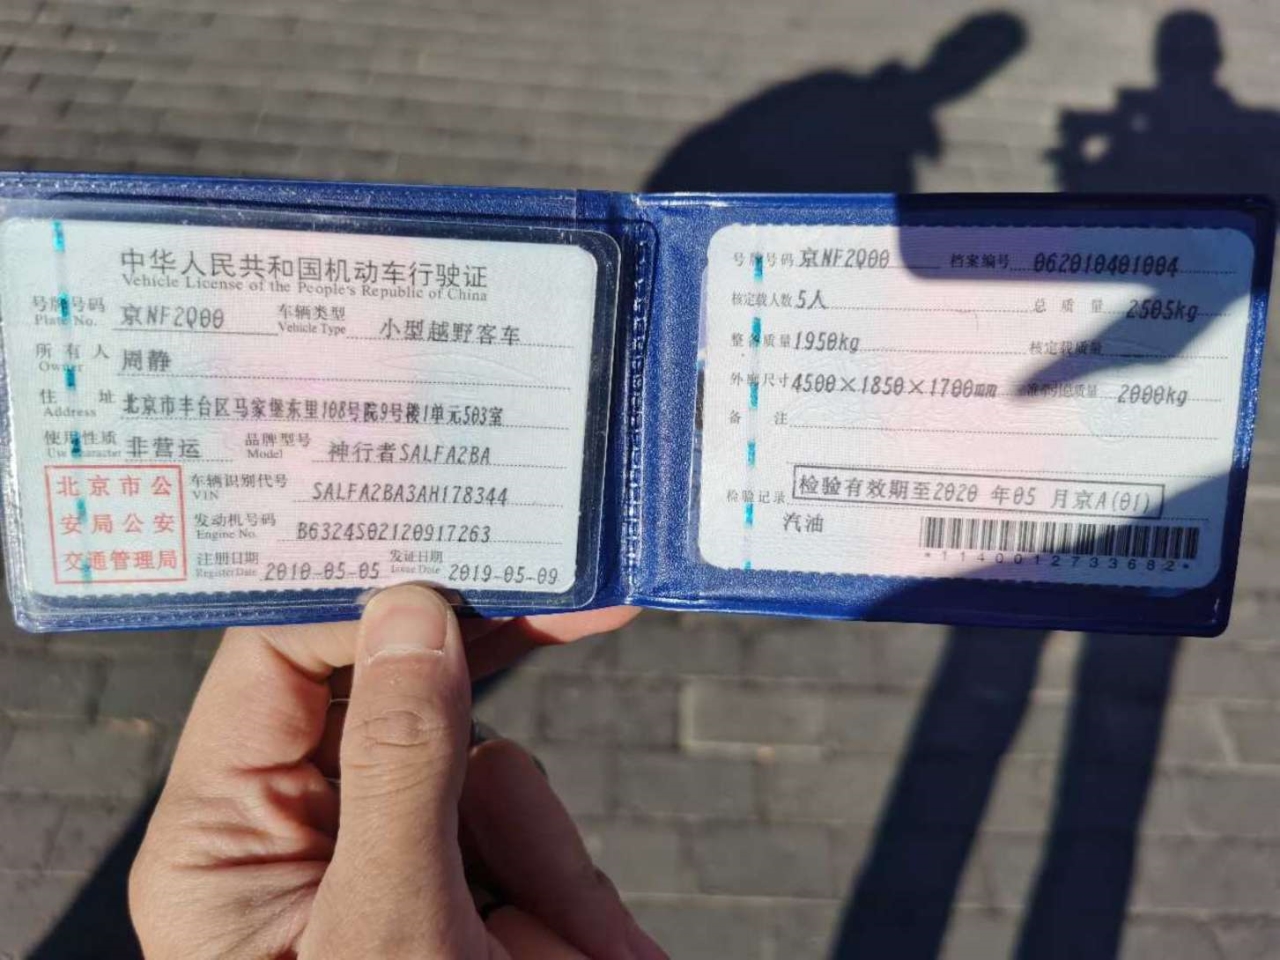 中华人民共和国机动车行驶证
Vehicle License of the People's Republic of China
号牌号码 京NF2Q00 车辆类型 小型越野客车
Plate No. Vehicle Type
所有人 周静
Owner
住址 北京市丰台区马家堡东里108号院9号楼1单元503室
Address
使用性质 非营运 品牌型号 神行者SALFA2BA
Use Character Model
北京市公
安局公安
交通管理局
车辆识别代号 SALFA2BA3AH178344
VIN
发动机号码 B6324S02120917263
Engine No.
注册日期 2010-05-05 发证日期 2019-05-09
Register Date Issue Date
号牌号码 京NF2Q00 档案编号 062010401004
核定载人数 5人 总质量 2505kg
整备质量 1950kg 核定载质量
外廓尺寸 4500×1850×1700mm 准牵引总质量 2000kg
备注
检验记录 检验有效期至2020 年05 月京A(01)
汽油
*1140012733682*